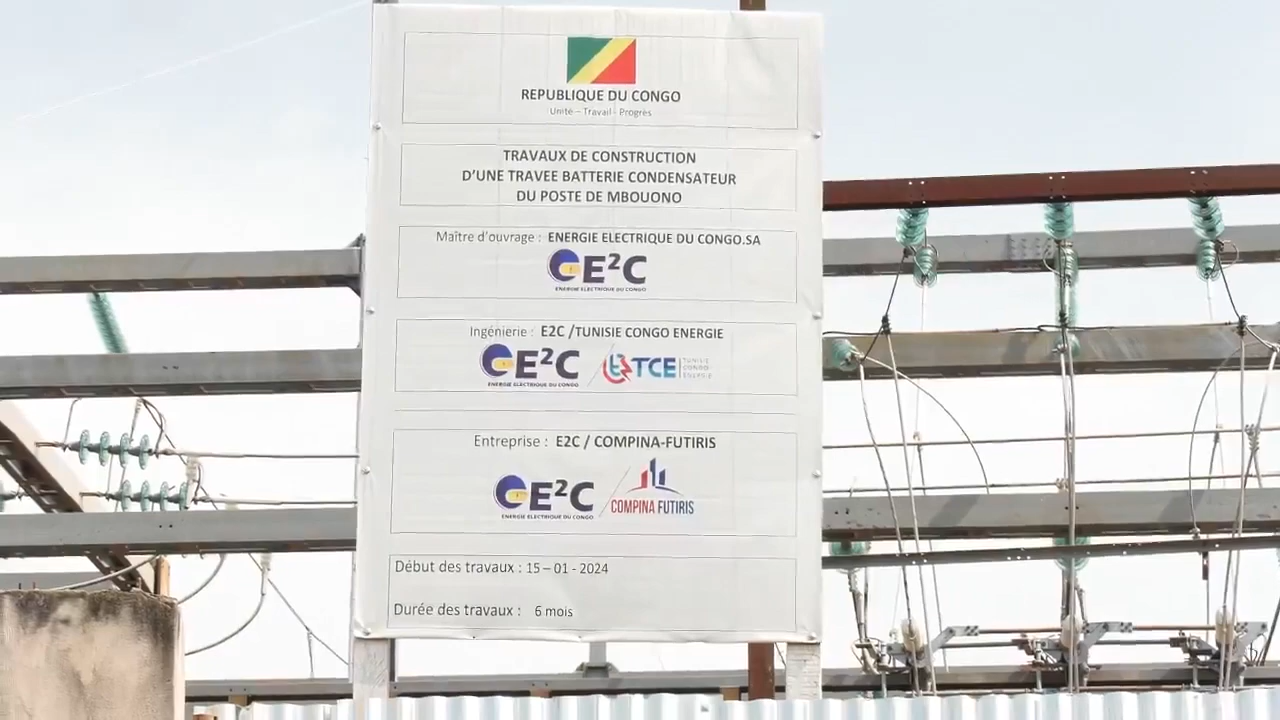 REPUBLIQUE DU CONGO
Unité – Travail - Progrès
TRAVAUX DE CONSTRUCTION
D'UNE TRAVEE BATTERIE CONDENSATEUR
DU POSTE DE MBOUONO
Maître d'ouvrage : ENERGIE ELECTRIQUE DU CONGO.SA
E²C
ENERGIE ELECTRIQUE DU CONGO
Ingénierie : E2C /TUNISIE CONGO ENERGIE
E²C / TCE TUNISIE CONGO ENERGIE
ENERGIE ELECTRIQUE DU CONGO
Entreprise : E2C / COMPINA-FUTIRIS
E²C / COMPINA FUTIRIS
ENERGIE ELECTRIQUE DU CONGO
Début des travaux : 15 – 01 - 2024
Durée des travaux : 6 mois